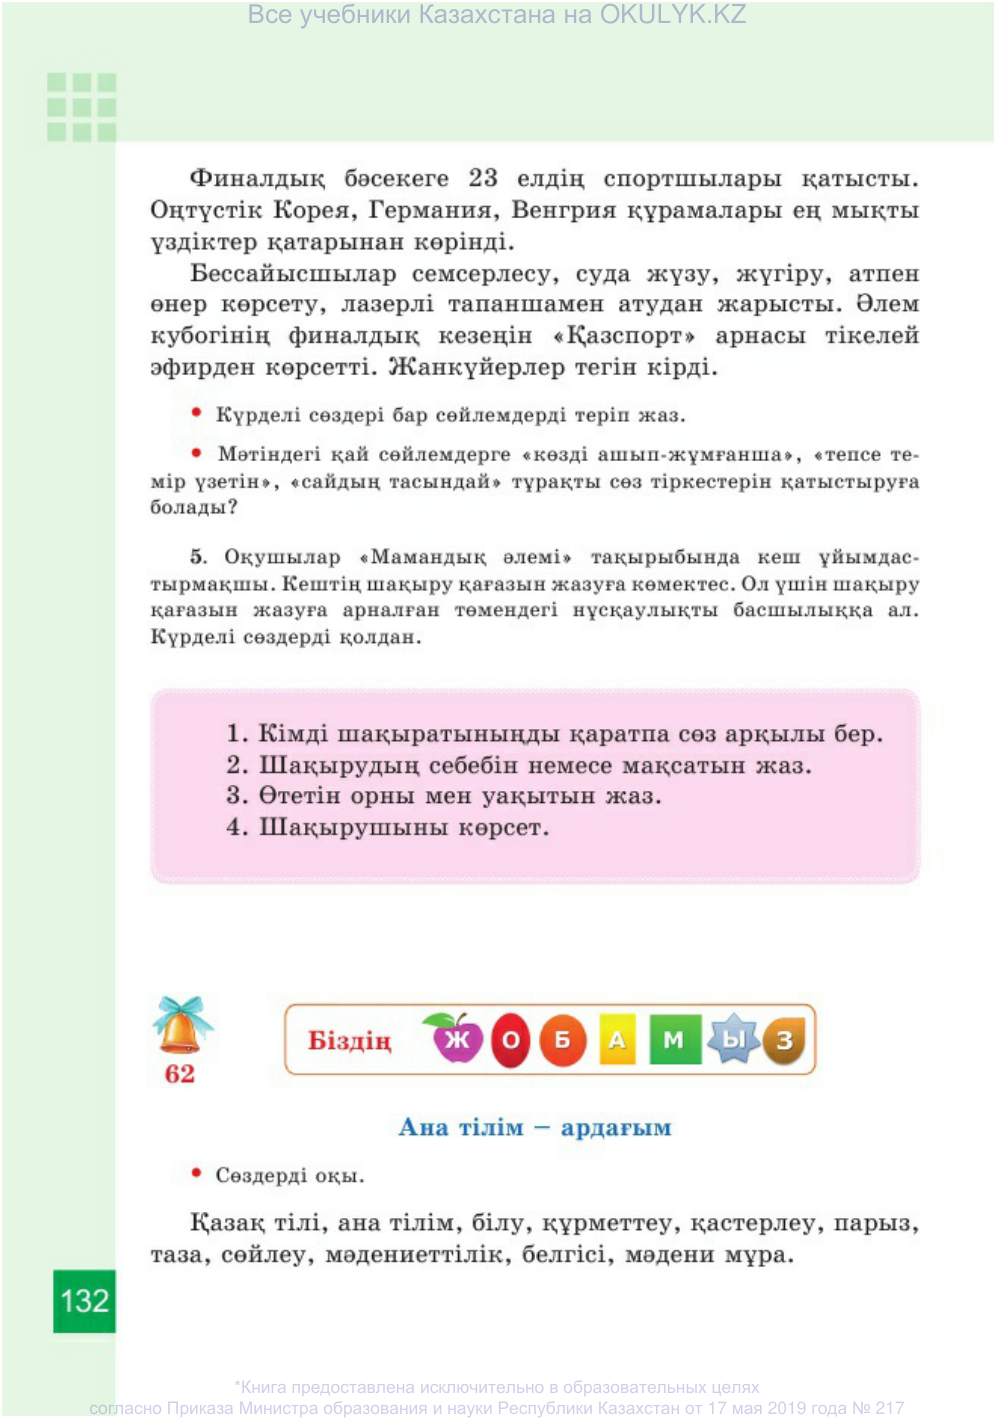 Все учебники Казахстана на OKULYK.KZ
Финалдық бәсекеге 23 елдің спортшылары қатысты.
Оңтүстік Корея, Германия, Венгрия құрамалары ең мықты
үздіктер қатарынан көрінді.
Бессайысшылар семсерлесу, суда жүзу, жүгіру, атпен
өнер көрсету, лазерлі тапаншамен атудан жарысты. Әлем
кубогінің финалдық кезеңін «Қазспорт» арнасы тікелей
эфирден көрсетті. Жанкүйерлер тегін кірді.
• Күрделі сөздері бар сөйлемдерді теріп жаз.
• Мәтіндегі қай сөйлемдерге «көзді ашып-жұмғанша», «тепсе те-
мір үзетін», «сайдың тасындай» тұрақты сөз тіркестерін қатыстыруға
болады?
5. Оқушылар «Мамандық әлемі» тақырыбында кеш ұйымдас-
тырмақшы. Кештің шақыру қағазын жазуға көмектес. Ол үшін шақыру
қағазын жазуға арналған төмендегі нұсқаулықты басшылыққа ал.
Күрделі сөздерді қолдан.
1. Кімді шақыратыныңды қаратпа сөз арқылы бер.
2. Шақырудың себебін немесе мақсатын жаз.
3. Өтетін орны мен уақытын жаз.
4. Шақырушыны көрсет.
62
Біздің ЖОБАМЫЗ
Ана тілім – ардағым
• Сөздерді оқы.
Қазақ тілі, ана тілім, білу, құрметтеу, қастерлеу, парыз,
таза, сөйлеу, мәдениеттілік, белгісі, мәдени мұра.
132
*Книга предоставлена исключительно в образовательных целях
согласно Приказа Министра образования и науки Республики Казахстан от 17 мая 2019 года № 217